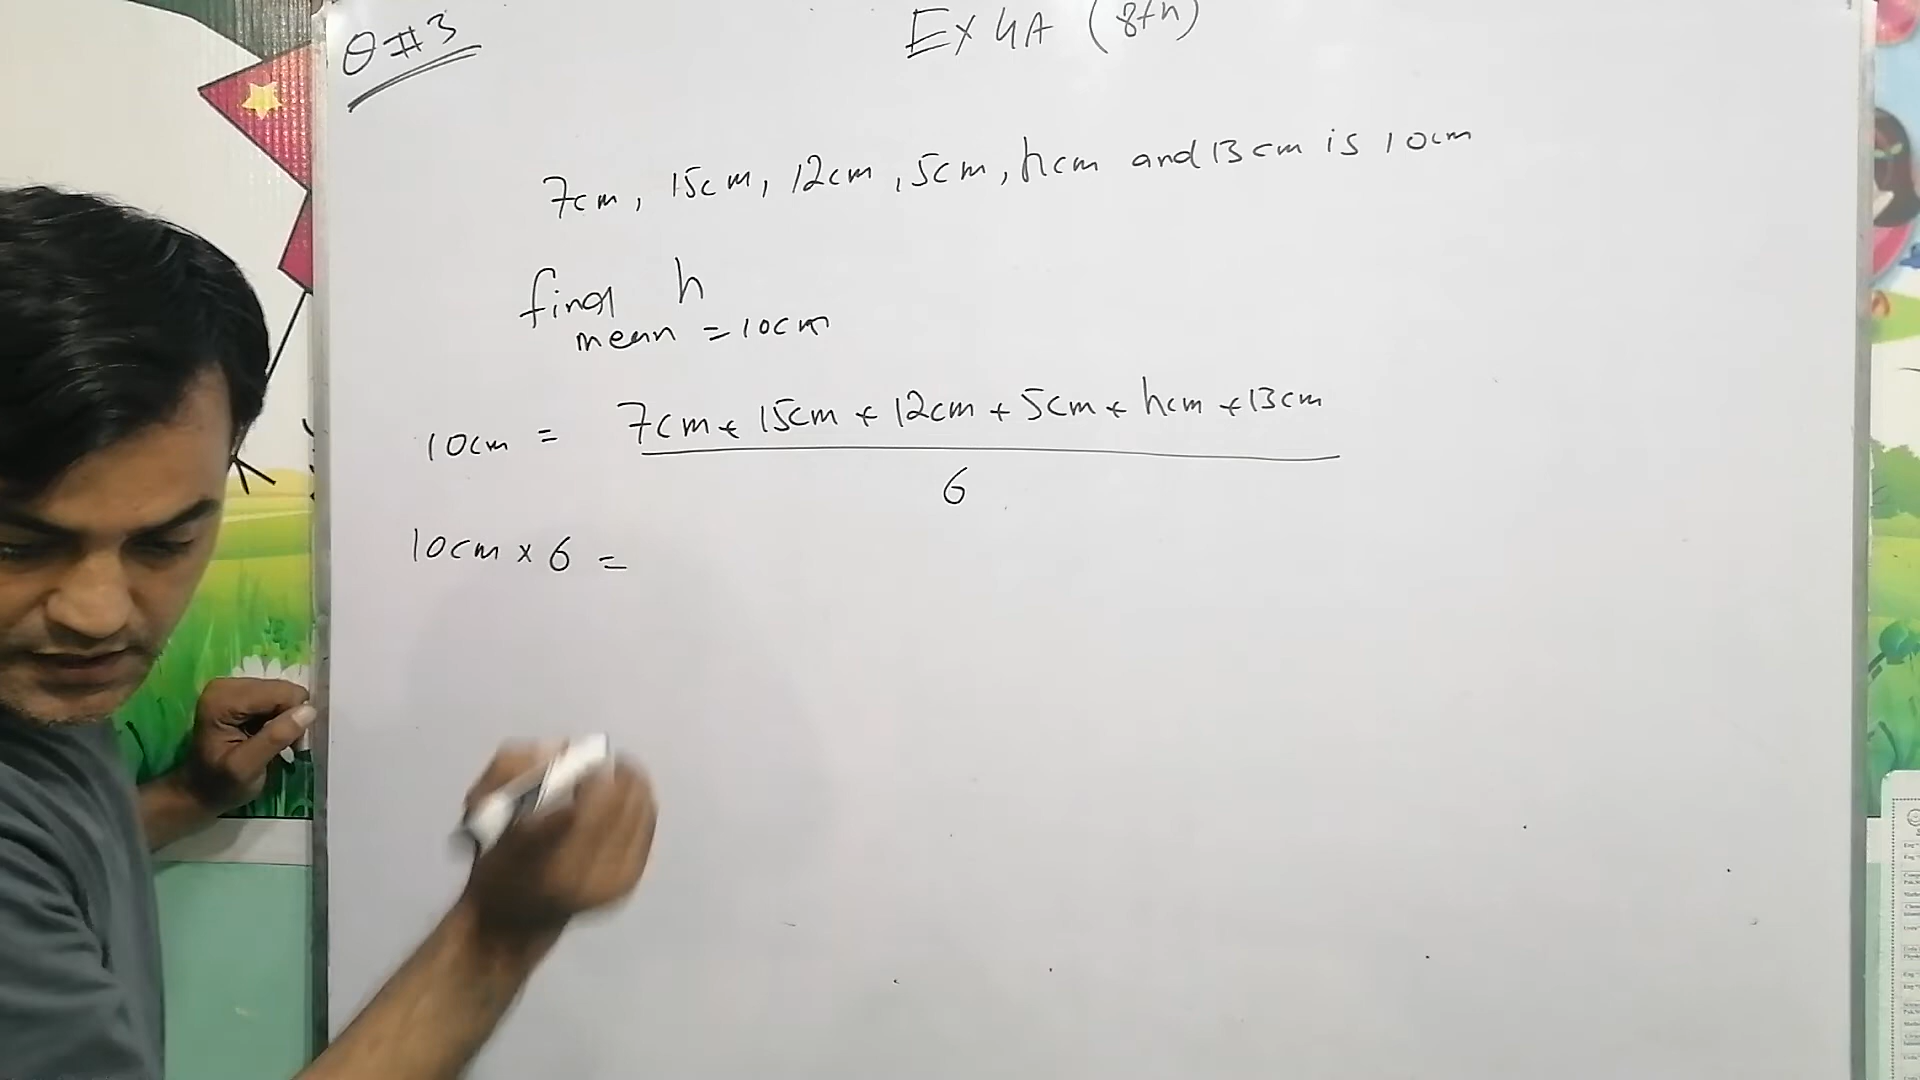 Q#3
Ex 4A (8th)
7cm, 15cm, 12cm, 5cm, hcm and 13cm is 10cm
find h
mean = 10cm
10cm = 7cm + 15cm + 12cm + 5cm + hcm + 13cm
6
10cm × 6 =